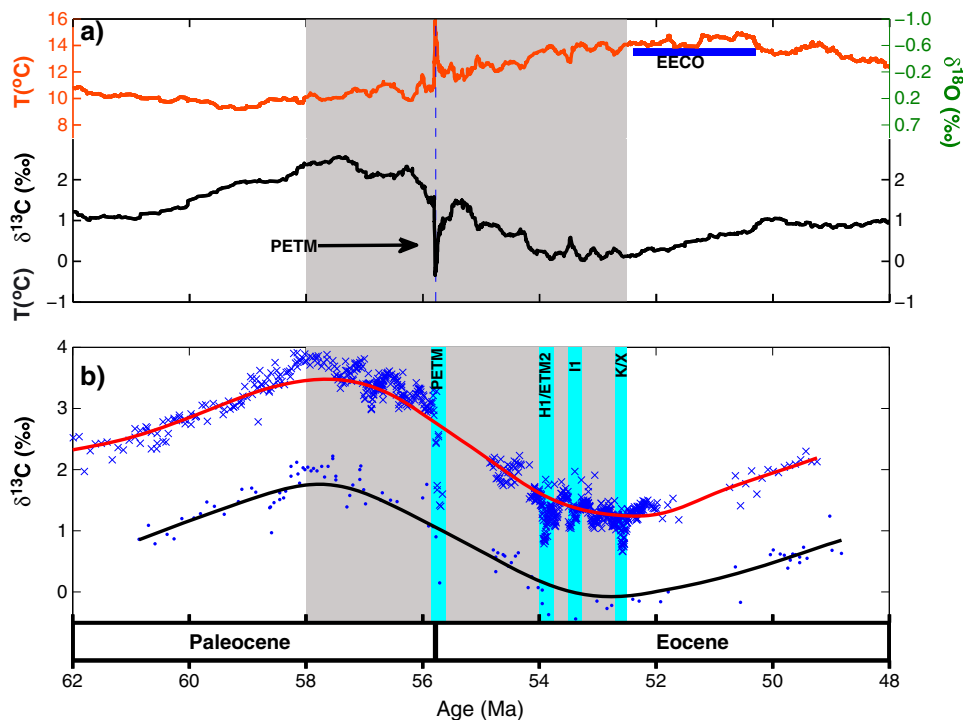 a)
T(ºC)
16
14
12
10
8
-1.0
-0.6
-0.2
0.2
0.7
δ18O (‰)
EECO
δ13C (‰)
T(ºC)
2
1
0
−1
2
1
0
−1
PETM
b)
δ13C (‰)
4
3
2
1
0
PETM
H1/ETM2
I1
K/X
Paleocene
Eocene
62 60 58 56 54 52 50 48
Age (Ma)